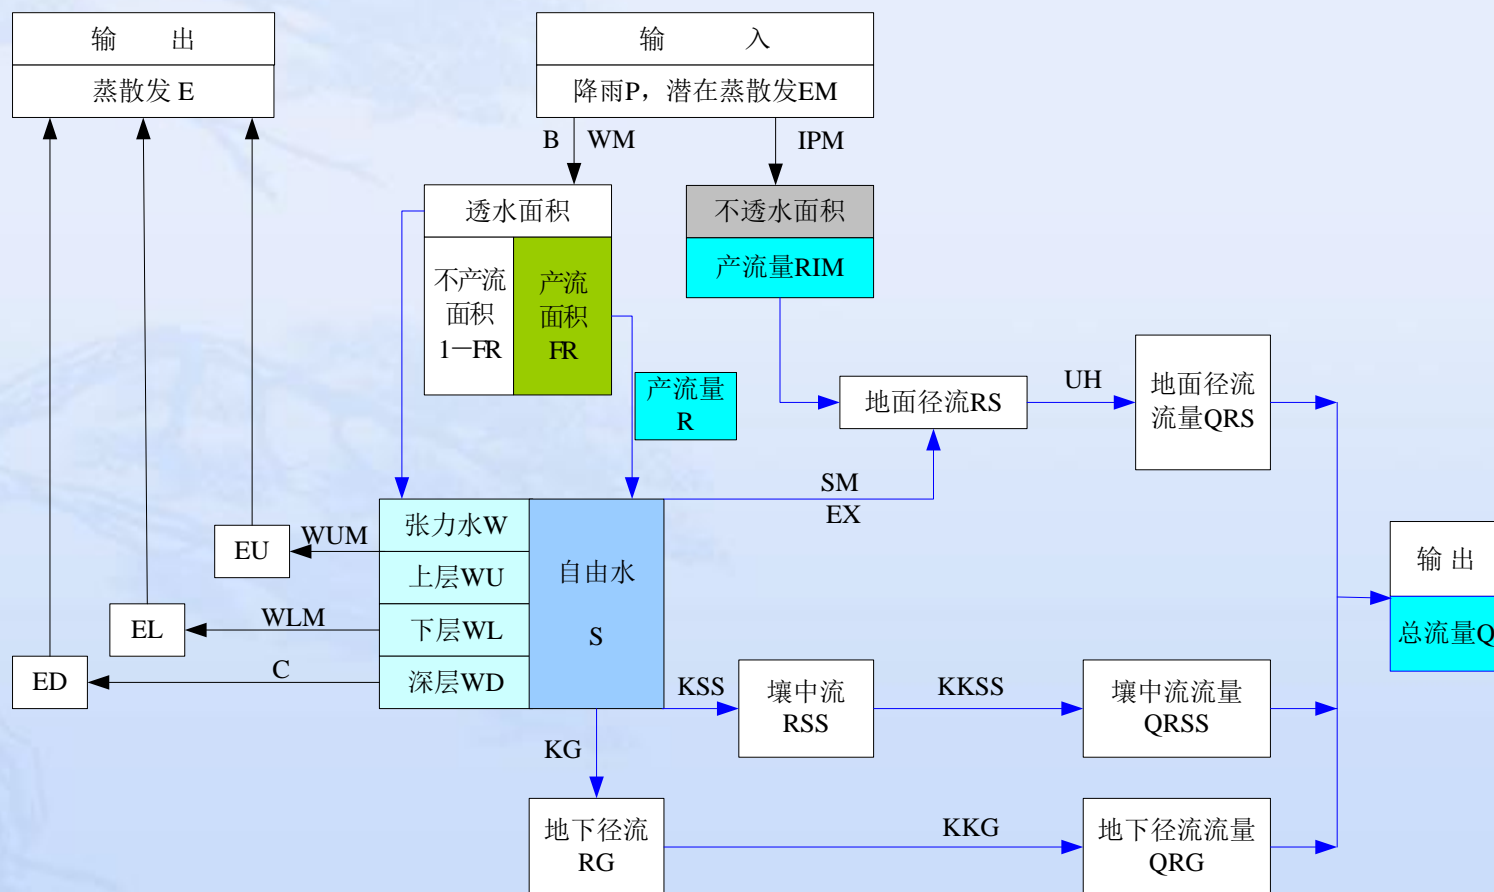 输 出
蒸散发 E
输 入
降雨P，潜在蒸散发EM
B
WM
IPM
透水面积
不产流
面积
1—FR
产流
面积
FR
不透水面积
产流量RIM
产流量
R
地面径流RS
UH
地面径流
流量QRS
SM
EX
张力水W
上层WU
下层WL
深层WD
自由水
S
WUM
EU
WLM
EL
C
ED
输 出
总流量Q
KSS
壤中流
RSS
KKSS
壤中流流量
QRSS
KG
地下径流
RG
KKG
地下径流流量
QRG